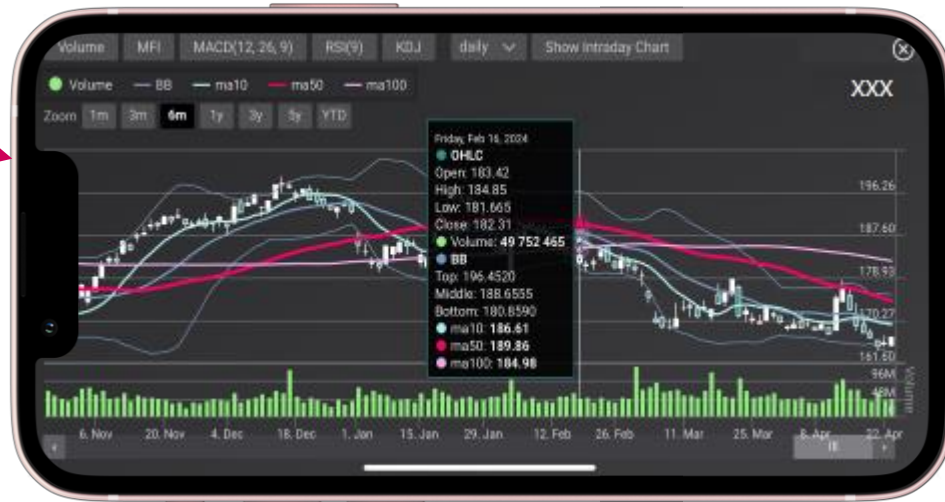 Volume MFI MACD(12, 26, 9) RSI(9) KDJ daily Show Intraday Chart
Volume BB ma10 ma50 ma100
XXX
Zoom 1m 3m 6m 1y 3y 5y YTD
Friday, Feb 16, 2024
OHLC
Open: 183.42
High: 184.85
Low: 181.665
Close: 182.31
Volume: 49 752 465
BB
Top: 196.4520
Middle: 188.6555
Bottom: 180.8590
ma10: 186.61
ma50: 189.86
ma100: 184.98
196.26
187.60
178.93
170.27
161.60
96M
48M
Volume
6. Nov 20. Nov 4. Dec 18. Dec 1. Jan 15. Jan 29. Jan 12. Feb 26. Feb 11. Mar 25. Mar 8. Apr 22. Apr